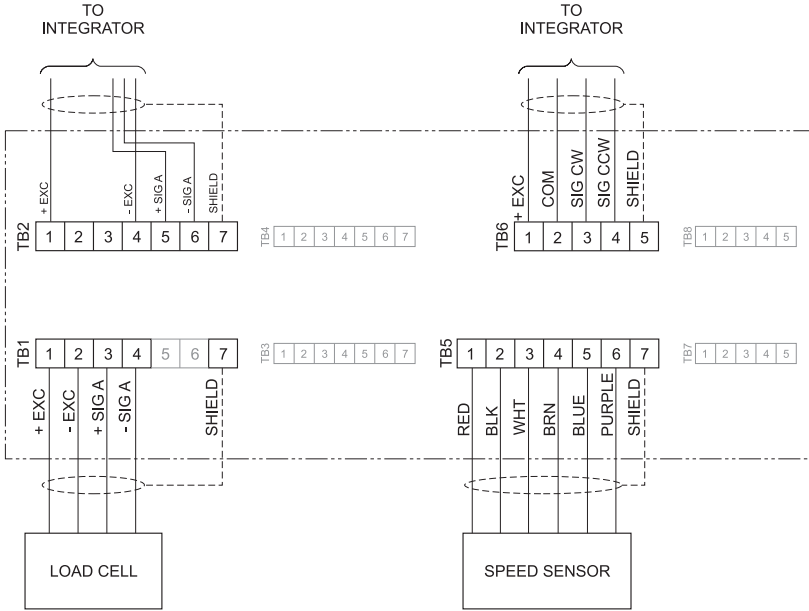 TO
INTEGRATOR
TO
INTEGRATOR
+ EXC
- EXC
+ SIG A
- SIG A
SHIELD
+ EXC
COM
SIG CW
SIG CCW
SHIELD
TB2 1 2 3 4 5 6 7
TB4 1 2 3 4 5 6 7
TB6 1 2 3 4 5
TB8 1 2 3 4 5
TB1 1 2 3 4 5 6 7
TB3 1 2 3 4 5 6 7
TB5 1 2 3 4 5 6 7
TB7 1 2 3 4 5
+ EXC
- EXC
+ SIG A
- SIG A
SHIELD
RED
BLK
WHT
BRN
BLUE
PURPLE
SHIELD
LOAD CELL
SPEED SENSOR